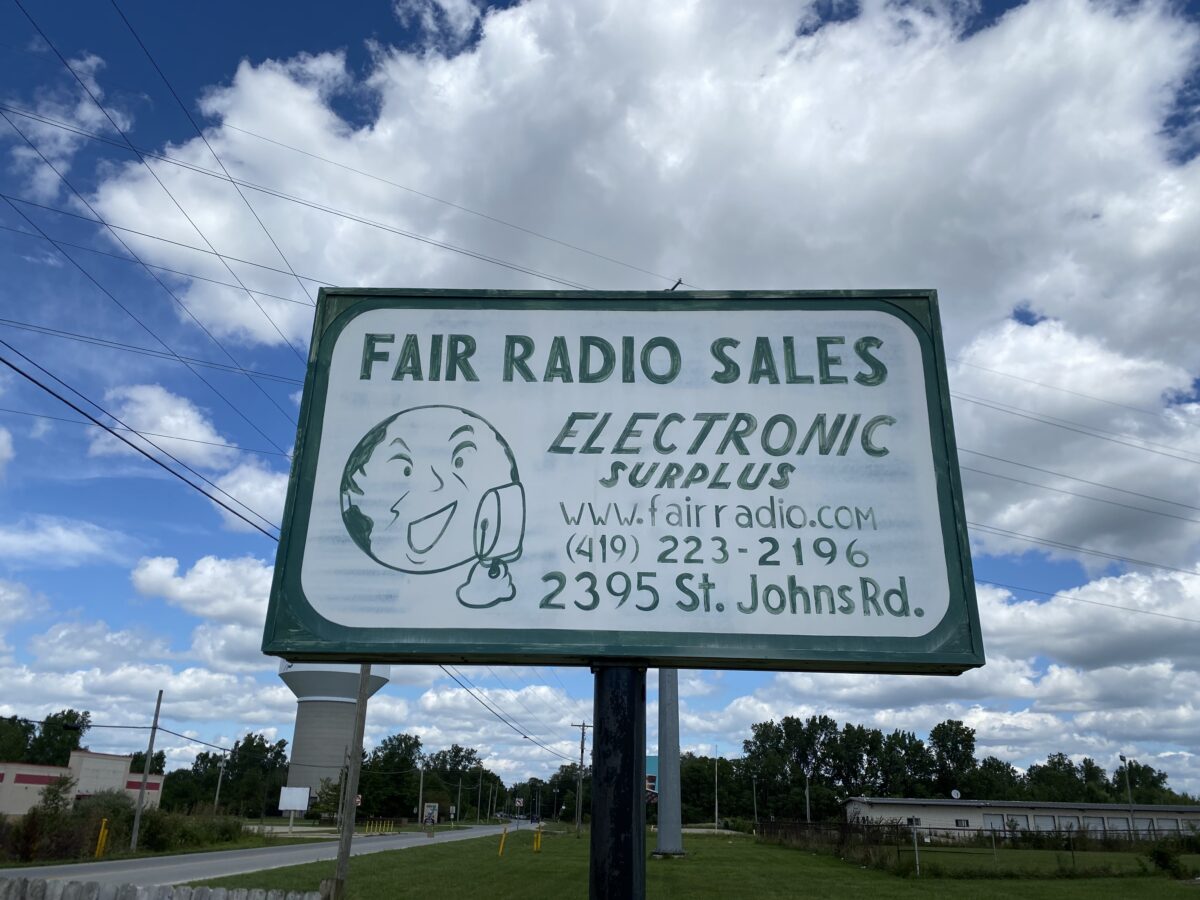 FAIR RADIO SALES
ELECTRONIC
SURPLUS
www.fairradio.com
(419) 223-2196
2395 St. Johns Rd.